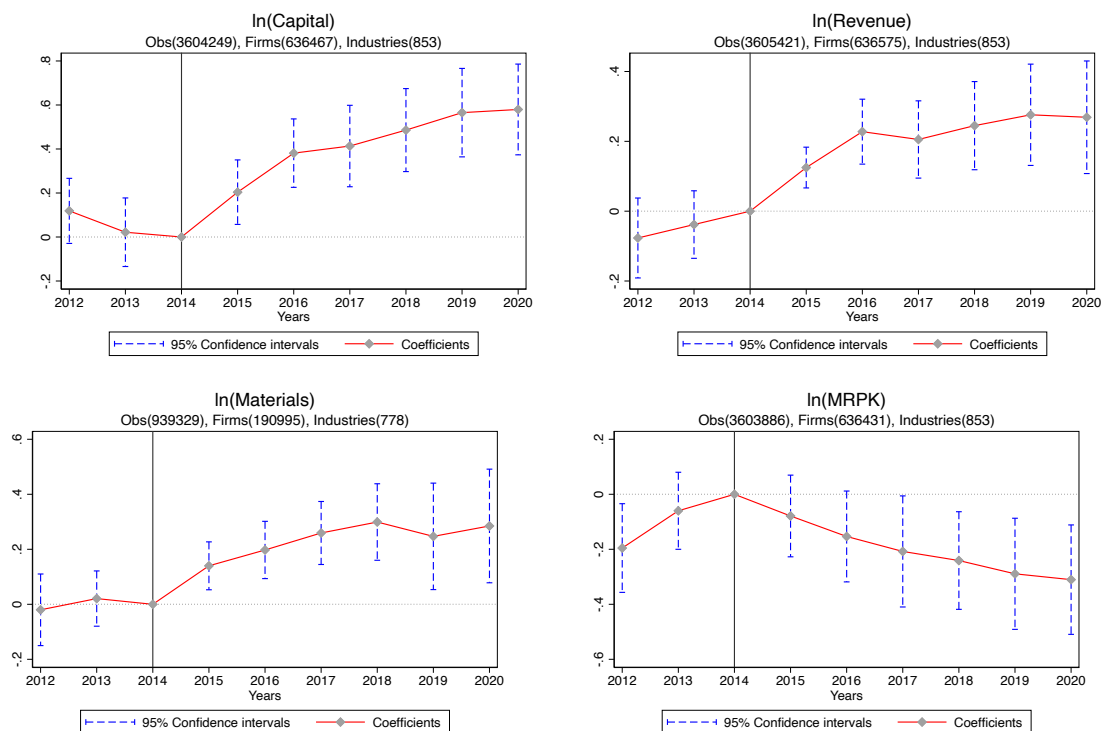 ln(Capital)
Obs(3604249), Firms(636467), Industries(853)
.8
.6
.4
.2
0
-.2
2012 2013 2014 2015 2016 2017 2018 2019 2020
Years
95% Confidence intervals Coefficients
ln(Revenue)
Obs(3605421), Firms(636575), Industries(853)
.4
.2
0
-.2
2012 2013 2014 2015 2016 2017 2018 2019 2020
Years
95% Confidence intervals Coefficients
ln(Materials)
Obs(939329), Firms(190995), Industries(778)
.6
.4
.2
0
-.2
2012 2013 2014 2015 2016 2017 2018 2019 2020
Years
95% Confidence intervals Coefficients
ln(MRPK)
Obs(3603886), Firms(636431), Industries(853)
.2
0
-.2
-.4
-.6
2012 2013 2014 2015 2016 2017 2018 2019 2020
Years
95% Confidence intervals Coefficients